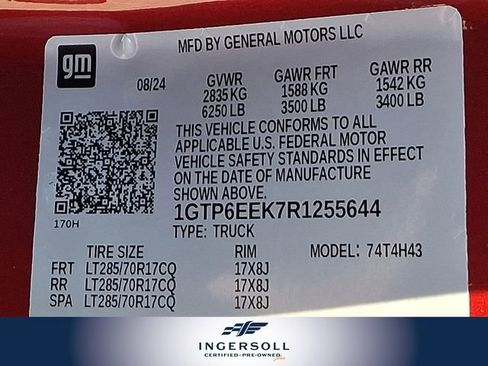 gm
MFD BY GENERAL MOTORS LLC
08/24 GVWR GAWR FRT GAWR RR
2835 KG 1588 KG 1542 KG
6250 LB 3500 LB 3400 LB
THIS VEHICLE CONFORMS TO ALL
APPLICABLE U.S. FEDERAL MOTOR
VEHICLE SAFETY STANDARDS IN EFFECT
ON THE DATE OF MANUFACTURE
SHOWN ABOVE.
170H
1GTP6EEK7R1255644
TYPE: TRUCK
TIRE SIZE RIM MODEL: 74T4H43
FRT LT285/70R17CQ 17X8J
RR LT285/70R17CQ 17X8J
SPA LT285/70R17CQ 17X8J
INGERSOLL
CERTIFIED-PRE-OWNED